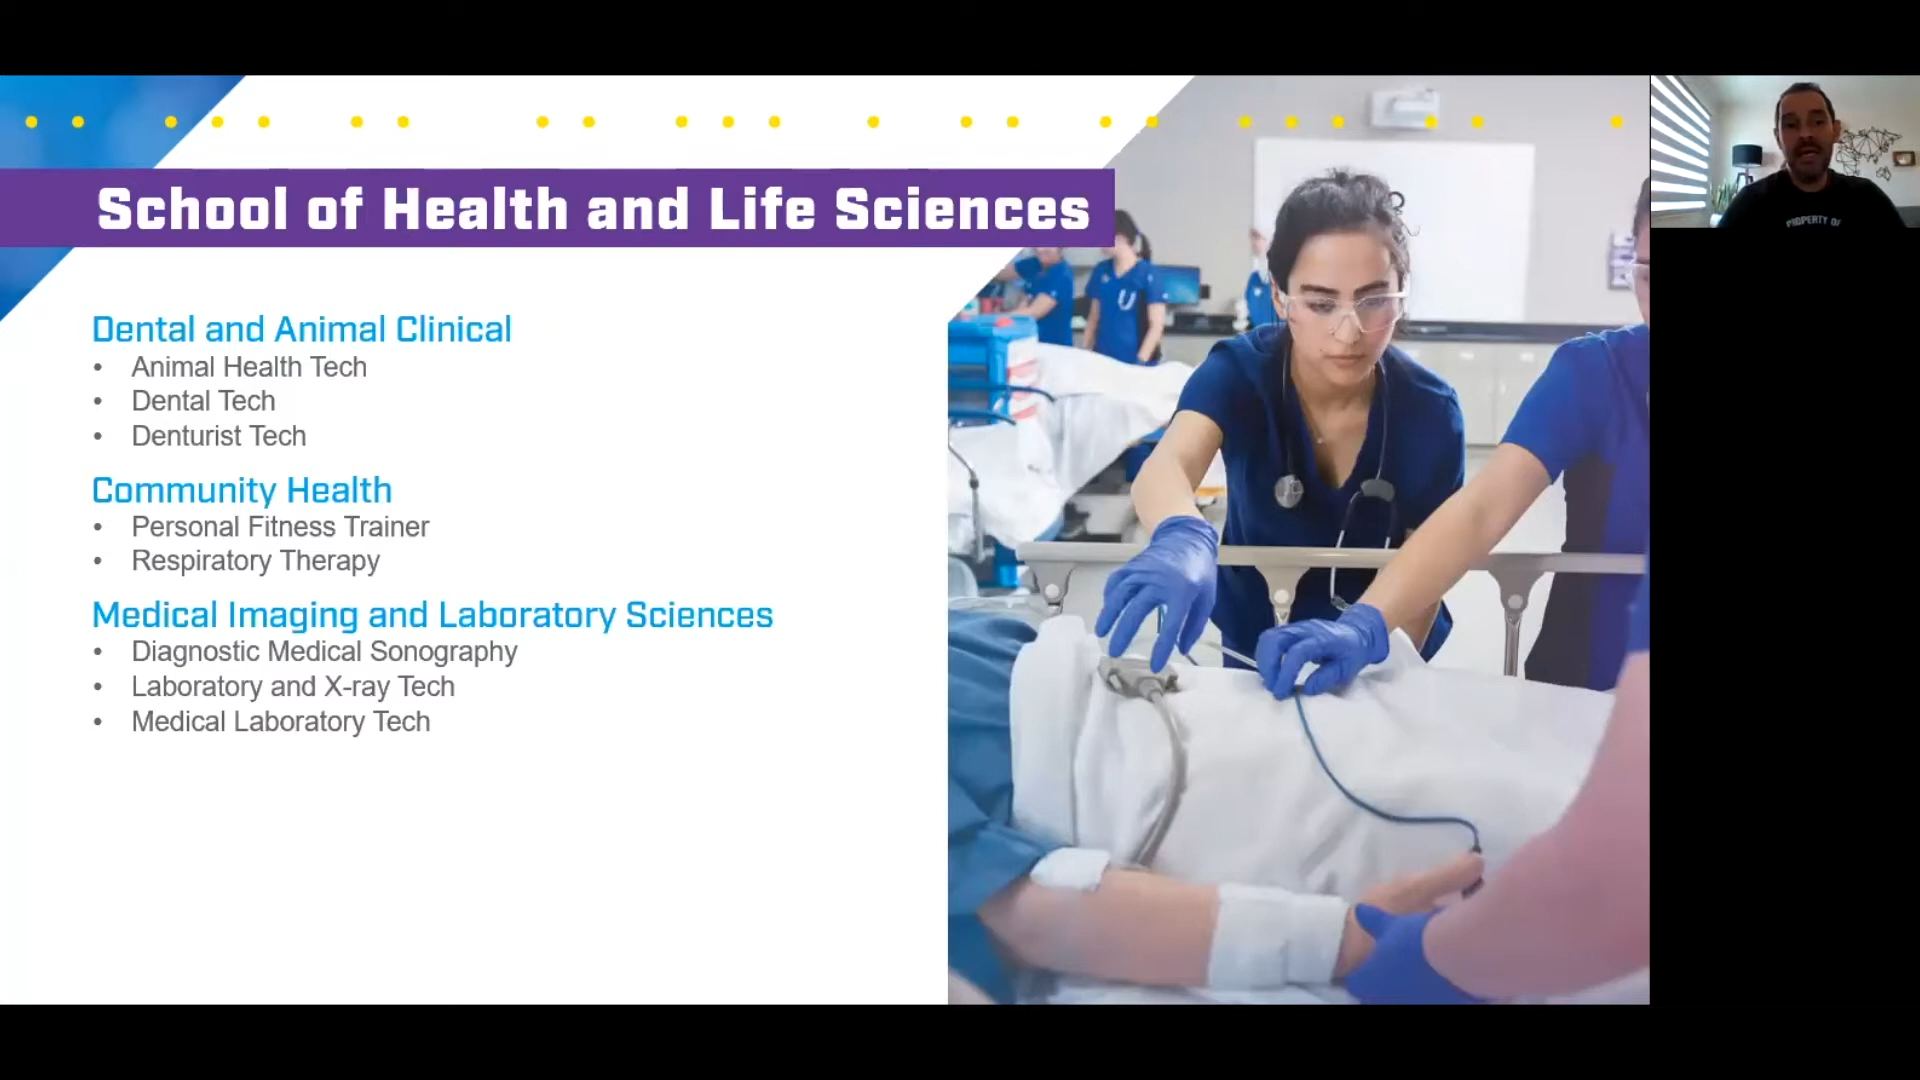 School of Health and Life Sciences
Dental and Animal Clinical
• Animal Health Tech
• Dental Tech
• Denturist Tech
Community Health
• Personal Fitness Trainer
• Respiratory Therapy
Medical Imaging and Laboratory Sciences
• Diagnostic Medical Sonography
• Laboratory and X-ray Tech
• Medical Laboratory Tech
PROPERTY OF